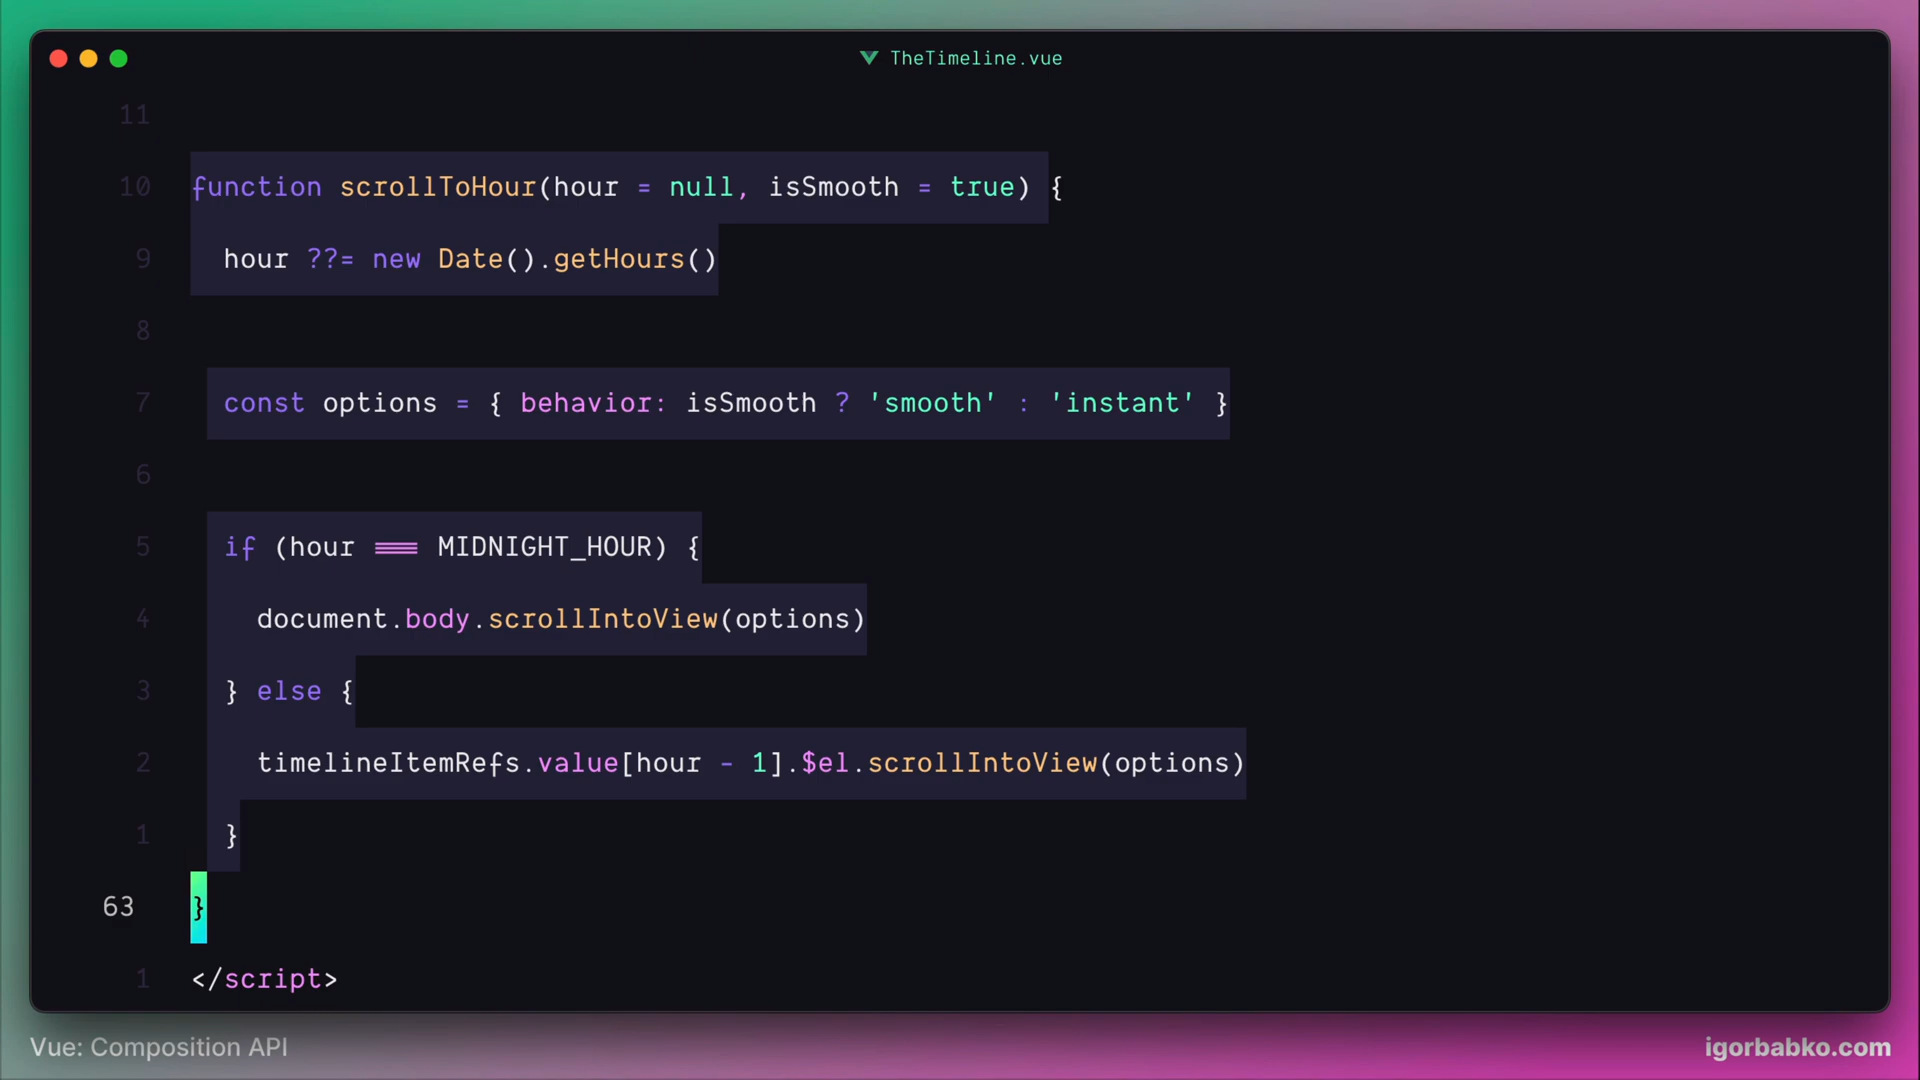 TheTimeline.vue
11
10 function scrollToHour(hour = null, isSmooth = true) {
9 hour ??= new Date().getHours()
8
7 const options = { behavior: isSmooth ? 'smooth' : 'instant' }
6
5 if (hour === MIDNIGHT_HOUR) {
4 document.body.scrollIntoView(options)
3 } else {
2 timelineItemRefs.value[hour - 1].$el.scrollIntoView(options)
1 }
63 }
1 </script>
Vue: Composition API
igorbabko.com